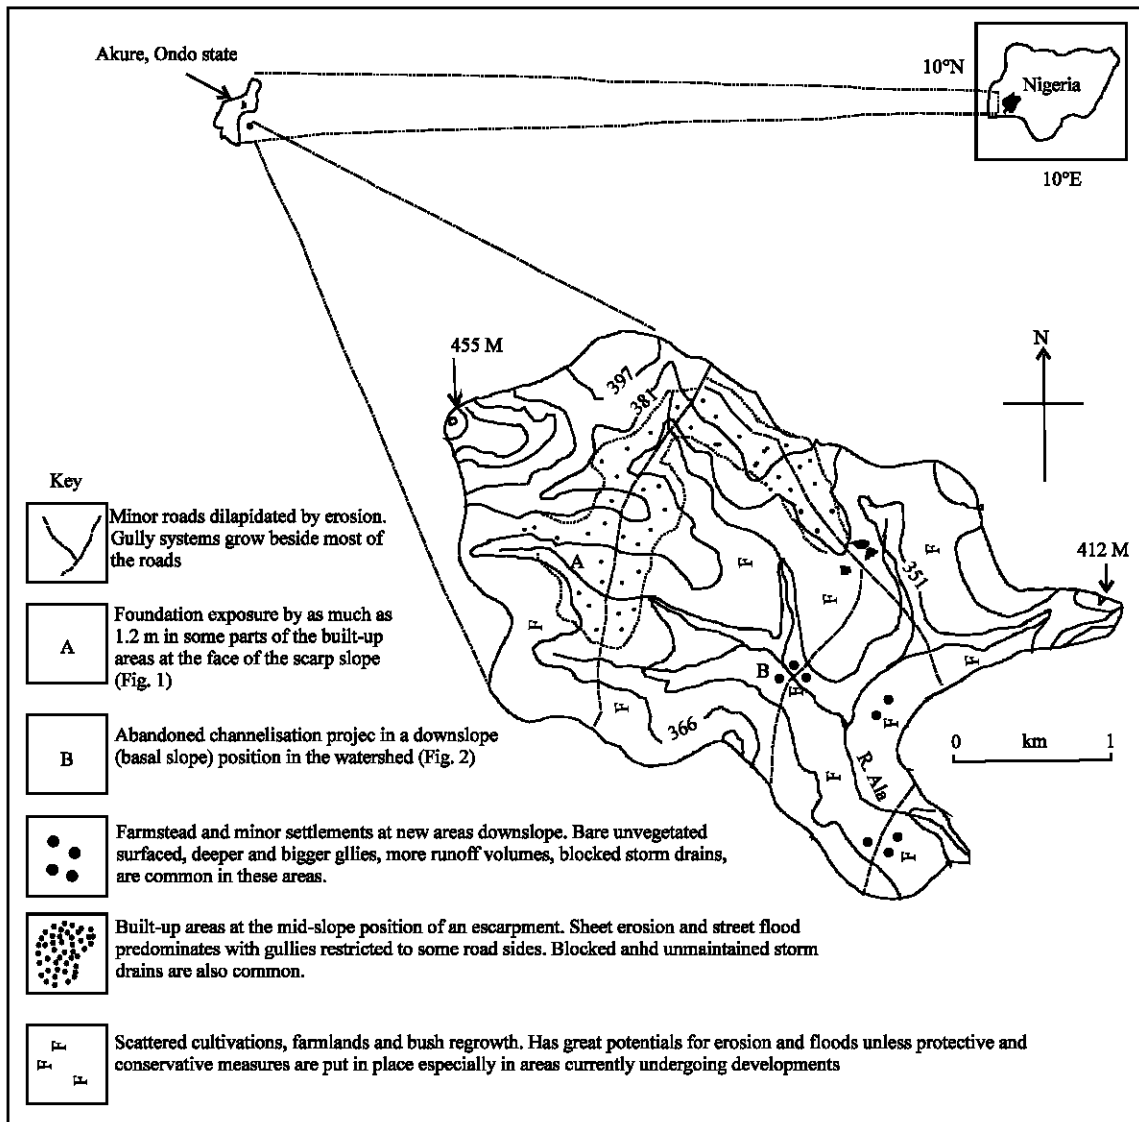 Akure, Ondo state
10°N
Nigeria
10°E
455 M
N
397
381
Key
Minor roads dilapidated by erosion.
Gully systems grow beside most of
the roads
412 M
F
351
A
F
F
F
A
Foundation exposure by as much as
1.2 m in some parts of the built-up
areas at the face of the scarp slope
(Fig. 1)
F
B
F
F
F
366
0 km 1
B
Abandoned channelisation projec in a downslope
(basal slope) position in the watershed (Fig. 2)
F
R. Ala
Farmstead and minor settlements at new areas downslope. Bare unvegetated
surfaced, deeper and bigger gllies, more runoff volumes, blocked storm drains,
are common in these areas.
F
Built-up areas at the mid-slope position of an escarpment. Sheet erosion and street flood
predominates with gullies restricted to some road sides. Blocked anhd unmaintained storm
drains are also common.
F
F
F
Scattered cultivations, farmlands and bush regrowth. Has great potentials for erosion and floods unless protective and
conservative measures are put in place especially in areas currently undergoing developments